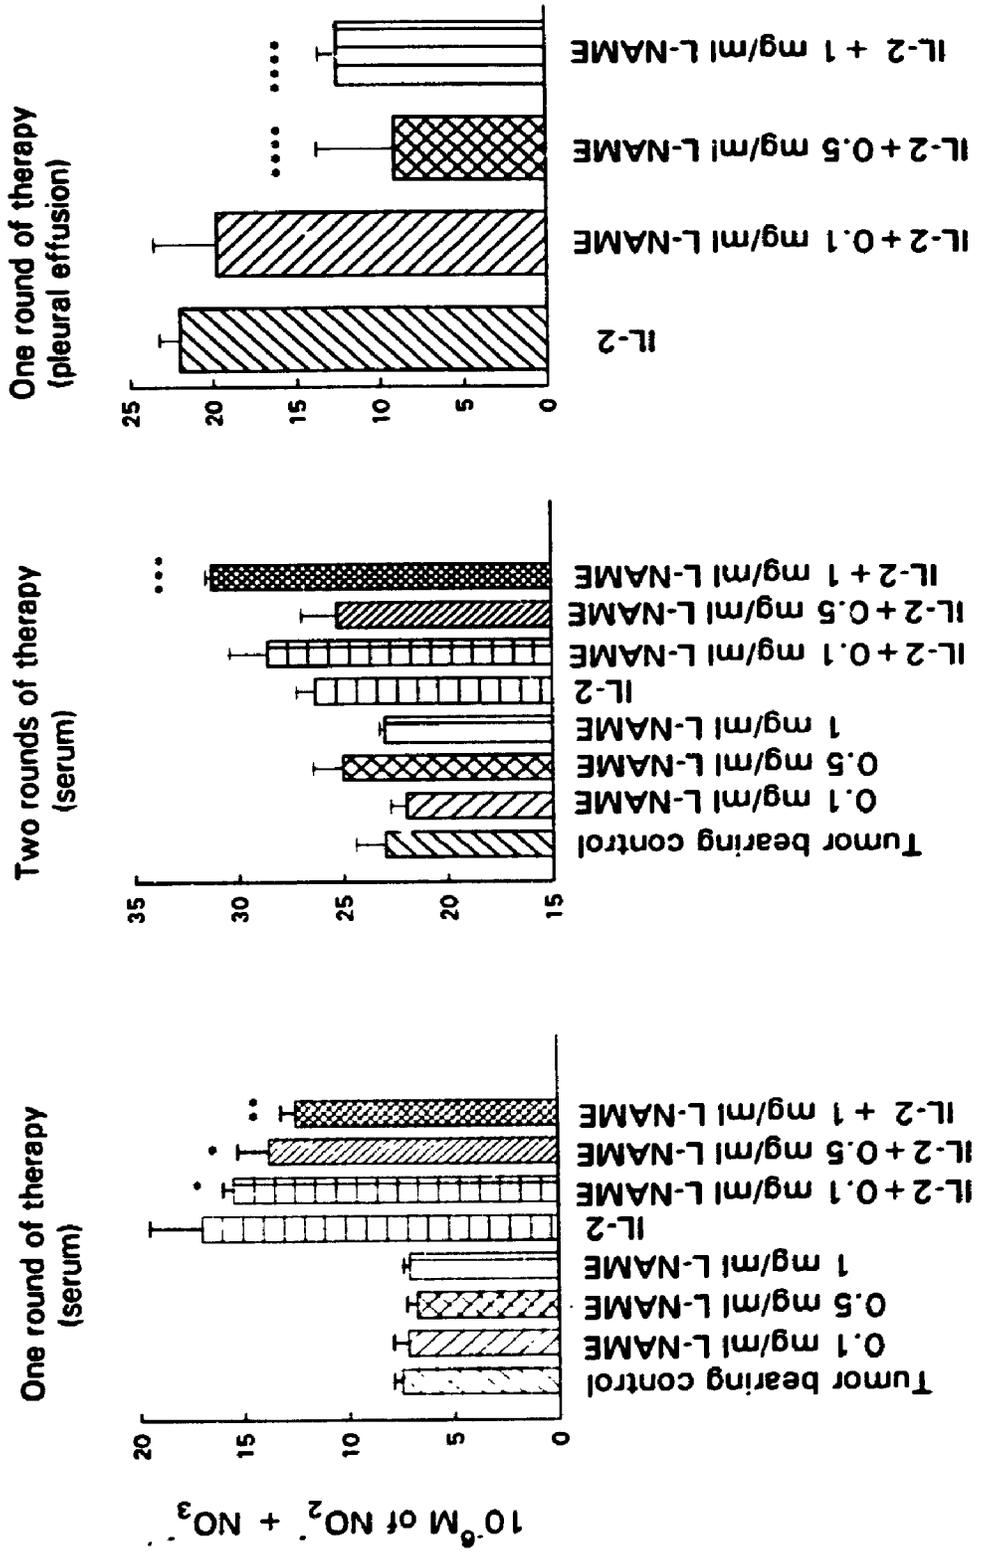 10⁻⁶M of NO₂⁻ + NO₃⁻
One round of therapy
(serum)
20
15
10
5
0
Tumor bearing control
0.1 mg/ml L-NAME
0.5 mg/ml L-NAME
1 mg/ml L-NAME
IL-2
IL-2+0.1 mg/ml L-NAME
*
IL-2+0.5 mg/ml L-NAME
*
IL-2 + 1 mg/ml L-NAME
**
Two rounds of therapy
(serum)
35
30
25
20
15
Tumor bearing control
0.1 mg/ml L-NAME
0.5 mg/ml L-NAME
1 mg/ml L-NAME
IL-2
IL-2+0.1 mg/ml L-NAME
IL-2+0.5 mg/ml L-NAME
IL-2+1 mg/ml L-NAME
***
One round of therapy
(pleural effusion)
25
20
15
10
5
0
IL-2
IL-2+0.1 mg/ml L-NAME
IL-2+0.5 mg/ml L-NAME
****
IL-2 + 1 mg/ml L-NAME
****